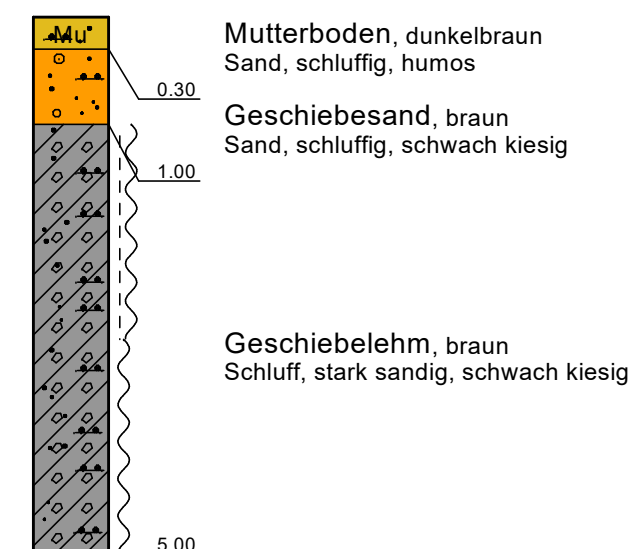 Mu
Mutterboden, dunkelbraun
Sand, schluffig, humos
0.30
Geschiebesand, braun
Sand, schluffig, schwach kiesig
1.00
Geschiebelehm, braun
Schluff, stark sandig, schwach kiesig
5.00